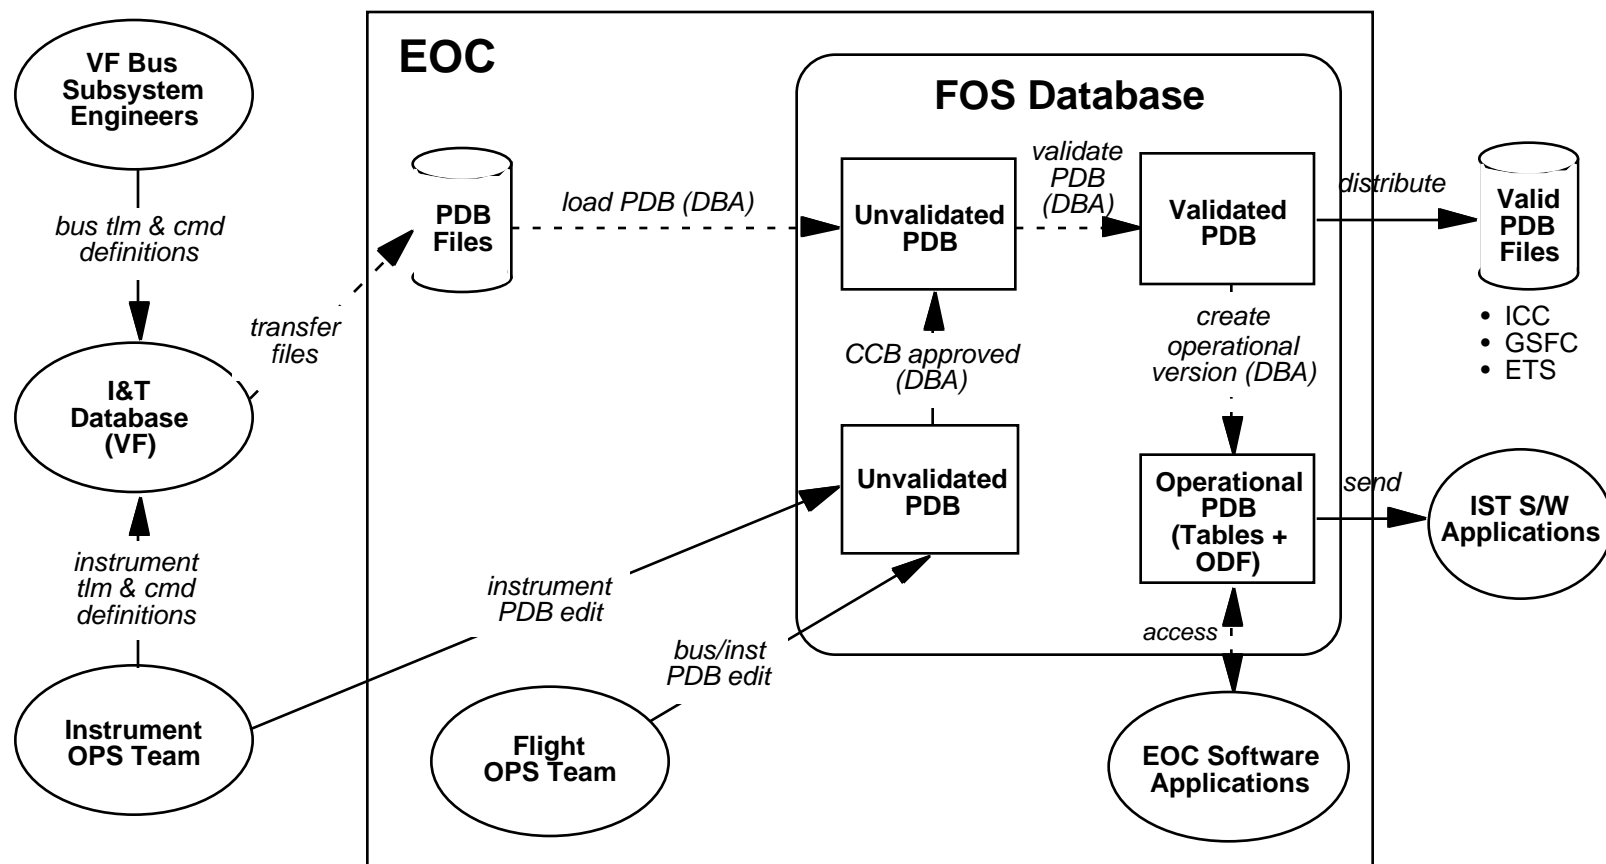 EOC
FOS Database
VF Bus
Subsystem
Engineers
bus tlm & cmd
definitions
I&T
Database
(VF)
instrument
tlm & cmd
definitions
Instrument
OPS Team
transfer
files
PDB
Files
load PDB (DBA)
Unvalidated
PDB
validate
PDB
(DBA)
Validated
PDB
distribute
Valid
PDB
Files
• ICC
• GSFC
• ETS
CCB approved
(DBA)
create
operational
version (DBA)
Unvalidated
PDB
Operational
PDB
(Tables +
ODF)
send
IST S/W
Applications
instrument
PDB edit
bus/inst
PDB edit
access
Flight
OPS Team
EOC Software
Applications